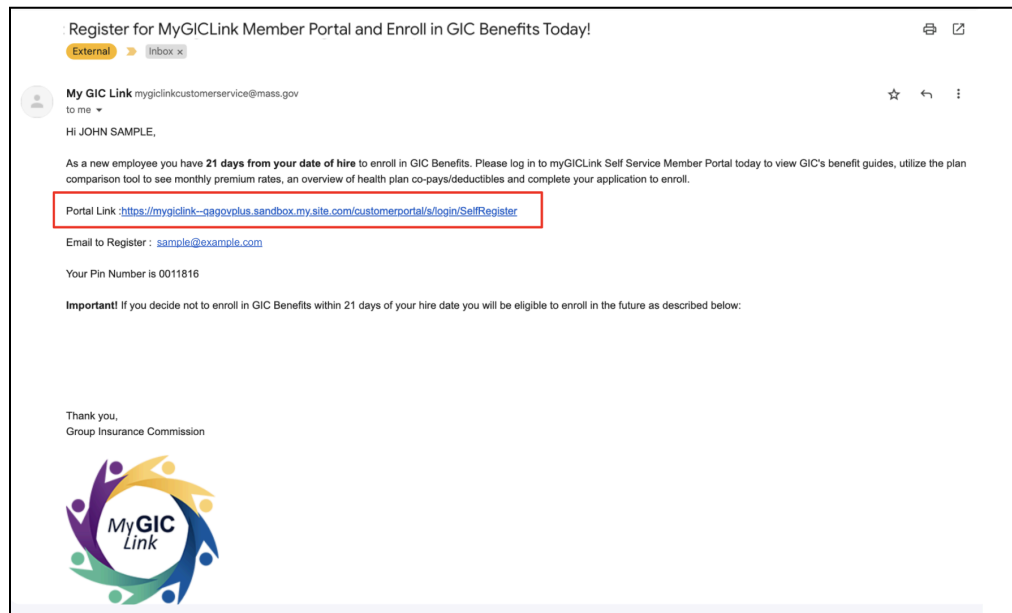 Register for MyGICLink Member Portal and Enroll in GIC Benefits Today!
External Inbox ×
My GIC Link mygiclinkcustomerservice@mass.gov
to me
Hi JOHN SAMPLE,
As a new employee you have 21 days from your date of hire to enroll in GIC Benefits. Please log in to myGICLink Self Service Member Portal today to view GIC's benefit guides, utilize the plan
comparison tool to see monthly premium rates, an overview of health plan co-pays/deductibles and complete your application to enroll.
Portal Link :https://mygiclink--qagovplus.sandbox.my.site.com/customerportal/s/login/SelfRegister
Email to Register : sample@example.com
Your Pin Number is 0011816
Important! If you decide not to enroll in GIC Benefits within 21 days of your hire date you will be eligible to enroll in the future as described below:
Thank you,
Group Insurance Commission
MyGIC
Link